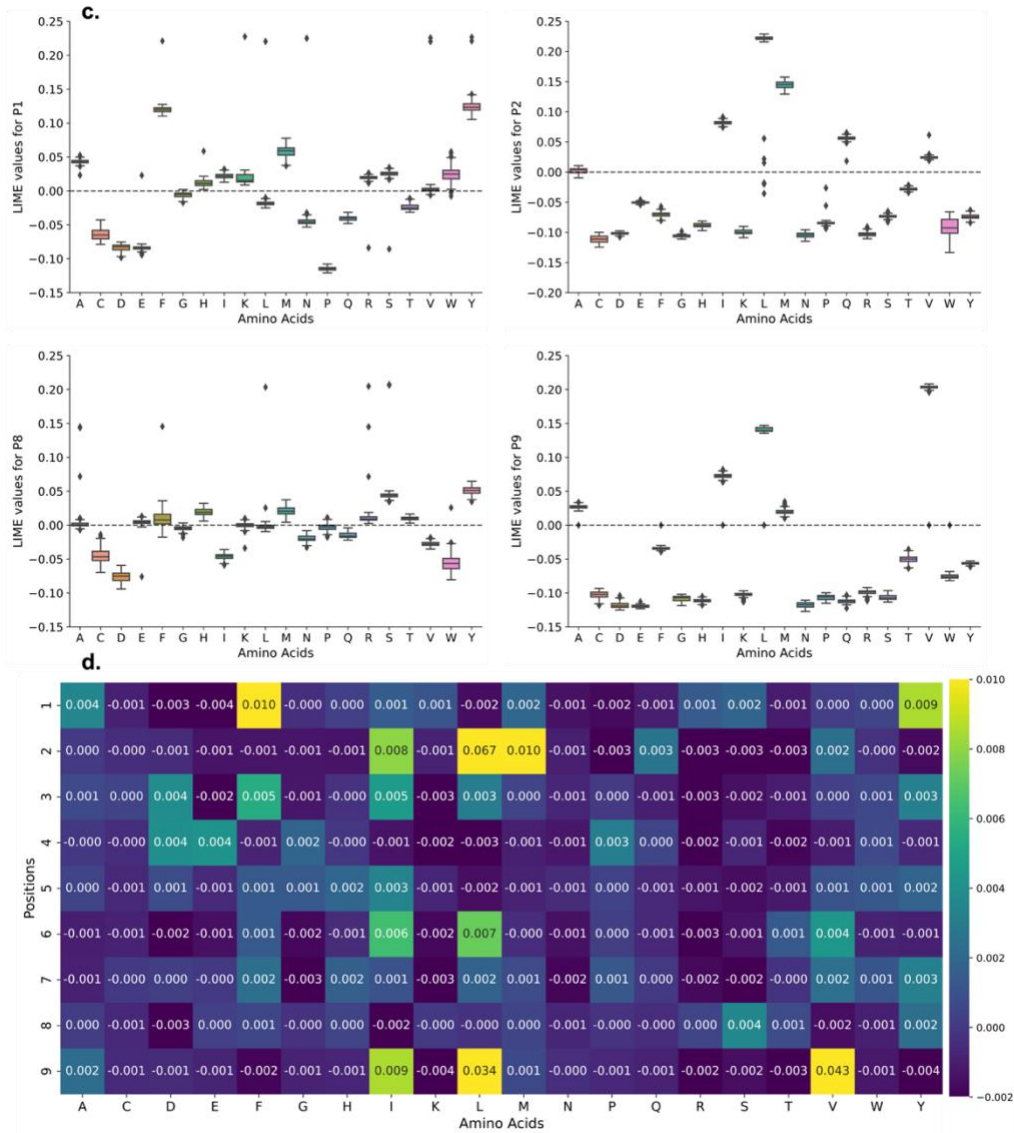 c.
0.25
0.20
0.15
0.10
0.05
0.00
−0.05
−0.10
−0.15
LIME values for P1
A C D E F G H I K L M N P Q R S T V W Y
Amino Acids
0.25
0.20
0.15
0.10
0.05
0.00
−0.05
−0.10
−0.15
−0.20
LIME values for P2
A C D E F G H I K L M N P Q R S T V W Y
Amino Acids
0.25
0.20
0.15
0.10
0.05
0.00
−0.05
−0.10
−0.15
LIME values for P8
A C D E F G H I K L M N P Q R S T V W Y
Amino Acids
0.25
0.20
0.15
0.10
0.05
0.00
−0.05
−0.10
−0.15
LIME values for P9
A C D E F G H I K L M N P Q R S T V W Y
Amino Acids
d.
Positions
1 0.004 -0.001 -0.003 -0.004 0.010 -0.000 0.000 0.001 0.001 -0.002 0.002 -0.001 -0.002 -0.001 0.001 0.002 -0.001 0.000 0.000 0.009
2 0.000 -0.000 -0.001 -0.001 -0.001 -0.001 -0.001 0.008 -0.001 0.067 0.010 -0.001 -0.003 0.003 -0.003 -0.003 -0.003 0.002 -0.000 -0.002
3 0.001 0.000 0.004 -0.002 0.005 -0.001 -0.000 0.005 -0.003 0.003 0.000 -0.001 0.000 -0.000 -0.003 -0.002 -0.001 0.000 0.001 0.003
4 -0.000 -0.000 0.004 0.004 -0.001 0.002 -0.000 -0.001 -0.002 -0.003 -0.001 -0.001 0.003 0.000 -0.002 -0.001 -0.002 -0.001 0.001 -0.001
5 0.000 -0.000 0.001 -0.001 0.001 0.001 0.002 0.003 -0.001 -0.002 -0.001 0.000 0.000 -0.000 -0.001 -0.002 -0.001 0.001 0.001 0.002
6 -0.001 -0.001 -0.002 -0.001 0.001 -0.002 -0.001 0.006 -0.002 0.007 -0.000 -0.001 0.000 -0.001 -0.003 -0.003 0.001 0.004 -0.001 -0.001
7 -0.001 -0.000 0.000 -0.000 0.002 -0.003 0.002 0.001 -0.003 0.002 0.001 -0.002 0.001 0.000 -0.002 -0.002 -0.001 0.002 0.001 0.003
8 0.000 -0.001 -0.003 0.000 0.001 -0.000 0.000 -0.002 -0.000 -0.000 0.000 -0.001 -0.000 -0.000 0.000 0.004 0.001 -0.002 -0.001 0.002
9 0.002 -0.001 -0.001 -0.001 -0.002 -0.001 -0.001 0.009 -0.004 0.034 0.001 -0.000 -0.001 -0.001 -0.003 -0.003 -0.003 0.043 -0.001 -0.004
A C D E F G H I K L M N P Q R S T V W Y
Amino Acids
0.010
0.008
0.006
0.004
0.002
0.000
−0.002